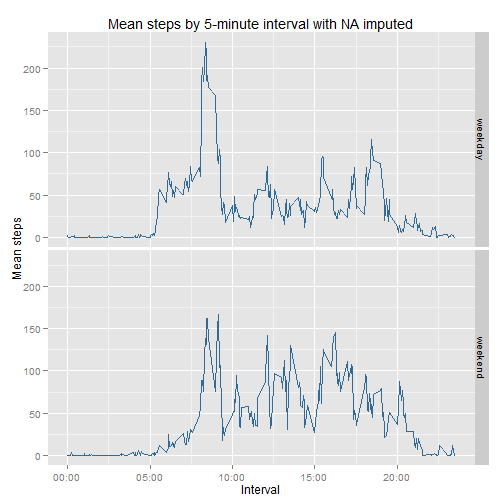 Mean steps by 5-minute interval with NA imputed
Mean steps
200
150
100
50
0
weekday
200
150
100
50
0
weekend
00:00 05:00 10:00 15:00 20:00
Interval